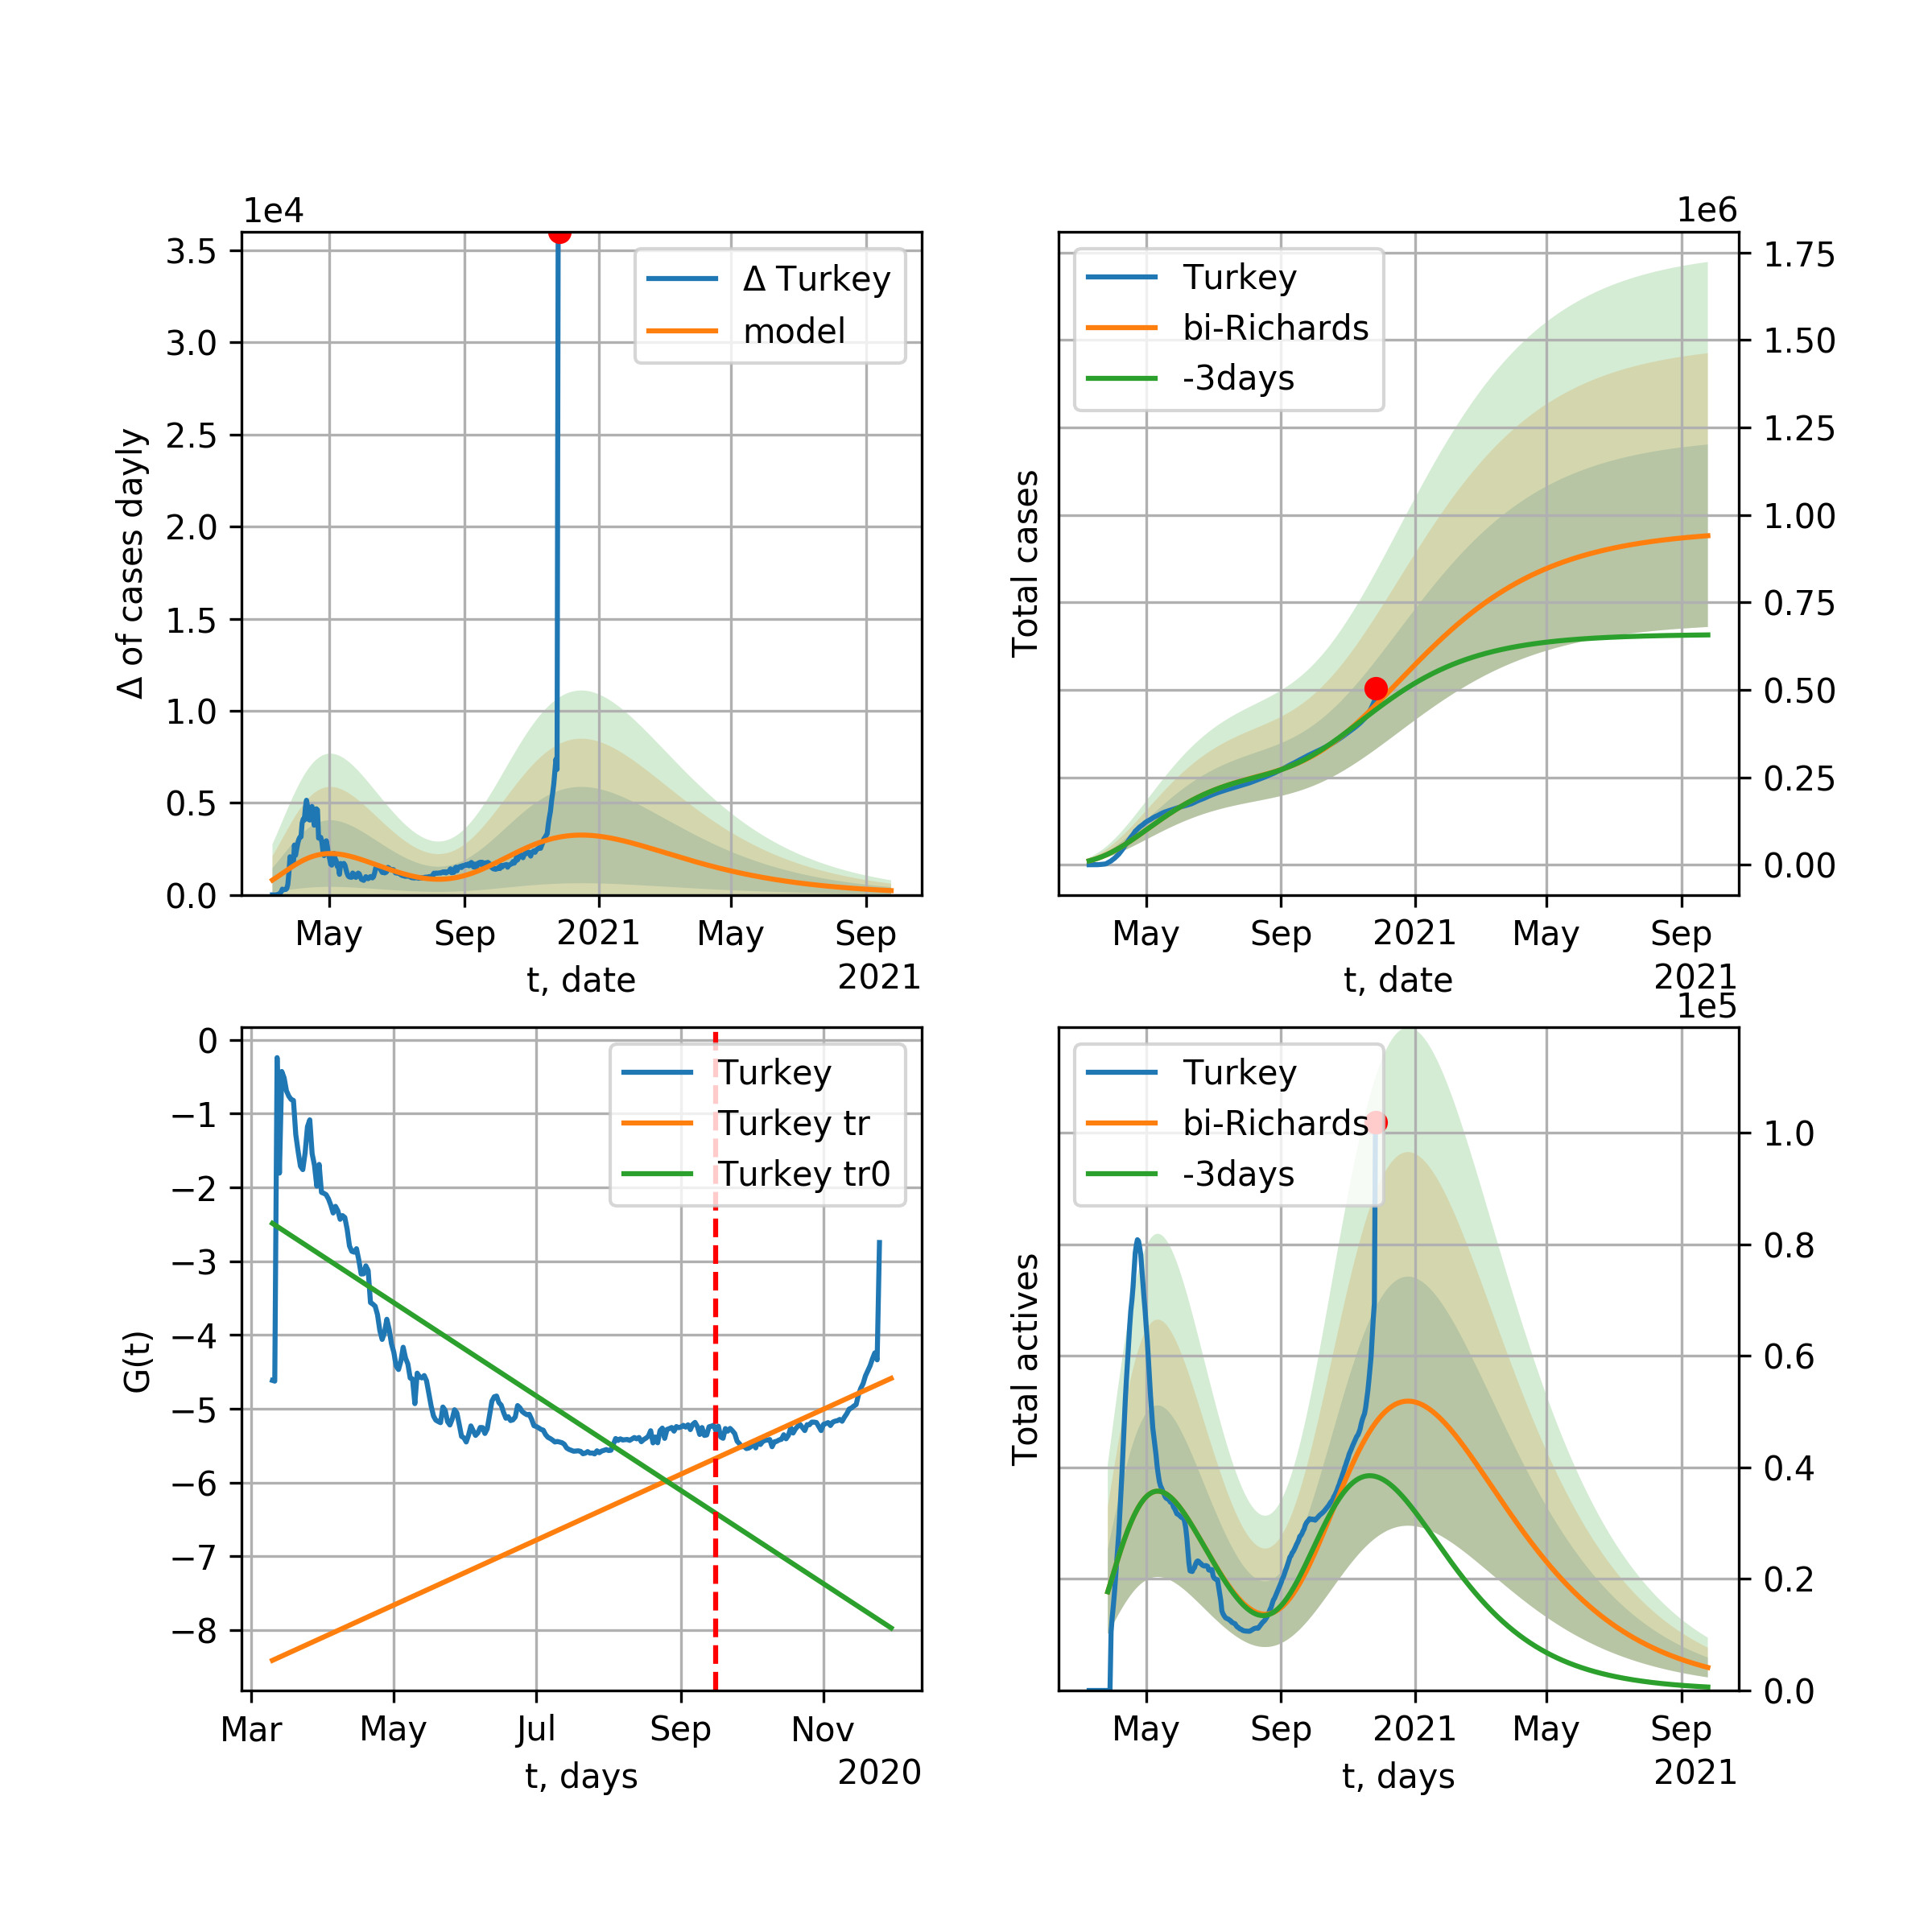 1e4
3.5
3.0
2.5
2.0
1.5
1.0
0.5
0.0
Δ of cases dayly
Δ Turkey
model
May
Sep
2021
May
Sep
t, date
2021
1e6
1.75
1.50
1.25
1.00
0.75
0.50
0.25
0.00
Total cases
Turkey
bi-Richards
-3days
May
Sep
2021
May
Sep
t, date
2021
0
−1
−2
−3
−4
−5
−6
−7
−8
G(t)
Turkey
Turkey tr
Turkey tr0
Mar
May
Jul
Sep
Nov
t, days
2020
1e5
1.0
0.8
0.6
0.4
0.2
0.0
Total actives
Turkey
bi-Richards
-3days
May
Sep
2021
May
Sep
t, days
2021